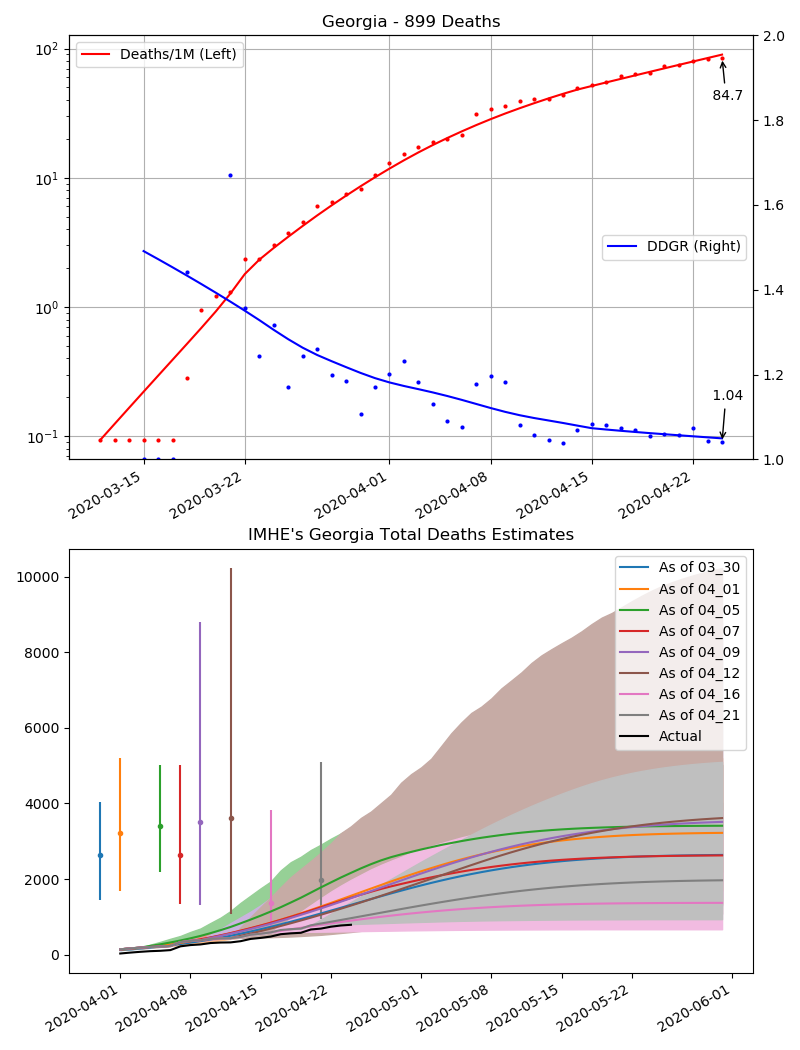 Georgia - 899 Deaths
Deaths/1M (Left)
DDGR (Right)
84.7
1.04
10²
10¹
10⁰
10⁻¹
2.0
1.8
1.6
1.4
1.2
1.0
2020-03-15
2020-03-22
2020-04-01
2020-04-08
2020-04-15
2020-04-22
IMHE's Georgia Total Deaths Estimates
10000
8000
6000
4000
2000
0
As of 03_30
As of 04_01
As of 04_05
As of 04_07
As of 04_09
As of 04_12
As of 04_16
As of 04_21
Actual
2020-04-01
2020-04-08
2020-04-15
2020-04-22
2020-05-01
2020-05-08
2020-05-15
2020-05-22
2020-06-01